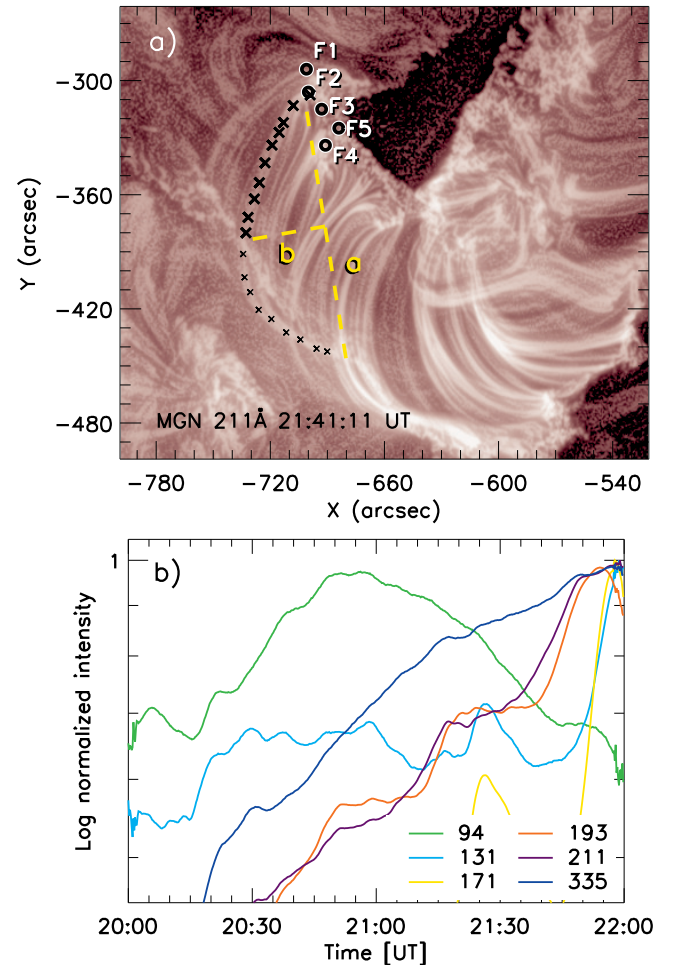 a)
F1
F2
F3
F5
F4
b
a
MGN 211Å 21:41:11 UT
-300
-360
-420
-480
Y (arcsec)
-780 -720 -660 -600 -540
X (arcsec)
b)
1
Log normalized intensity
94 193
131 211
171 335
20:00 20:30 21:00 21:30 22:00
Time [UT]